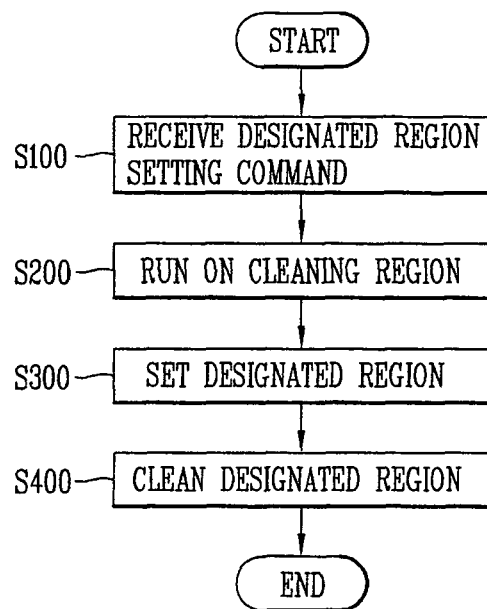 START
S100
RECEIVE DESIGNATED REGION
SETTING COMMAND
S200
RUN ON CLEANING REGION
S300
SET DESIGNATED REGION
S400
CLEAN DESIGNATED REGION
END